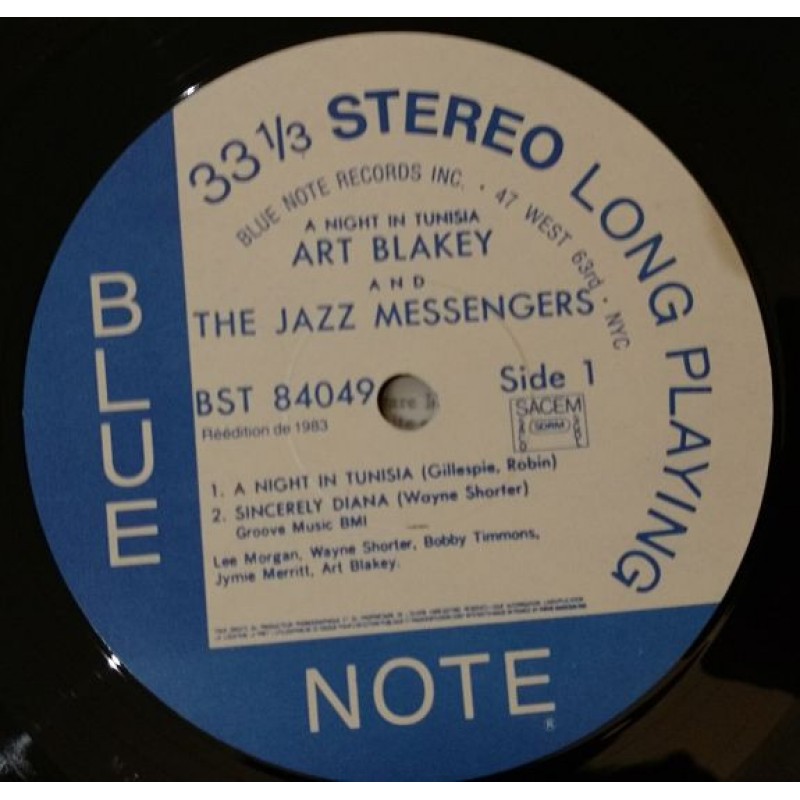 33 1/3 STEREO LONG PLAYING
BLUE NOTE RECORDS INC. · 47 WEST 63rd · NYC
A NIGHT IN TUNISIA
ART BLAKEY
AND
THE JAZZ MESSENGERS
BST 84049
Side 1
Réédition de 1983
SACEM
SDRM
1. A NIGHT IN TUNISIA (Gillespie, Robin)
2. SINCERELY DIANA (Wayne Shorter)
Groove Music BMI
Lee Morgan, Wayne Shorter, Bobby Timmons,
Jymie Merritt, Art Blakey.
BLUE
NOTE
®